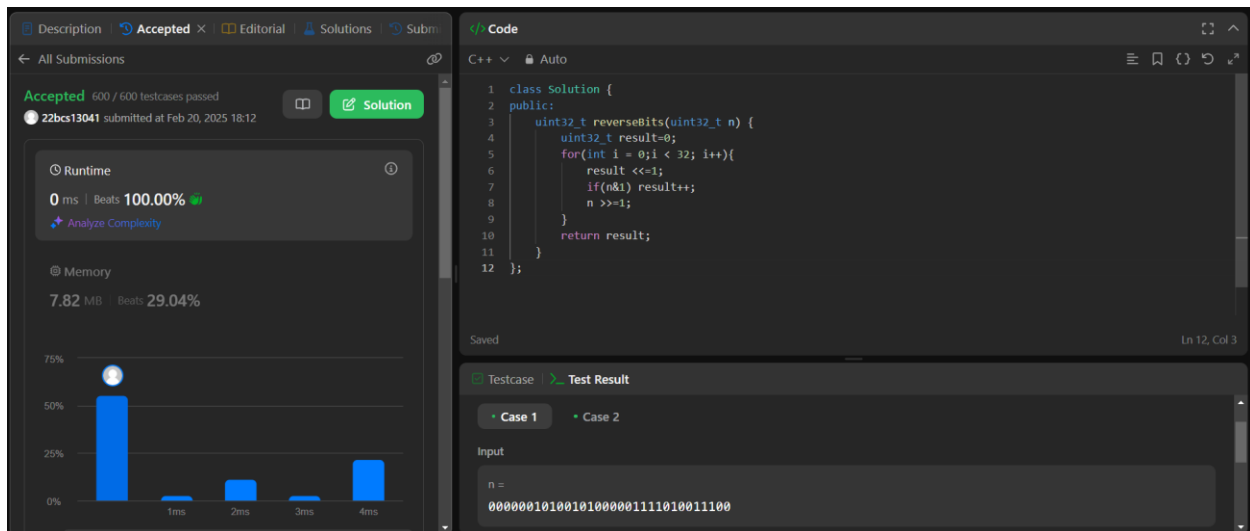 Description Accepted × Editorial Solutions Subm
← All Submissions
Accepted 600 / 600 testcases passed
22bcs13041 submitted at Feb 20, 2025 18:12
Solution
Runtime
0 ms | Beats 100.00%
Analyze Complexity
Memory
7.82 MB | Beats 29.04%
75%
50%
25%
0%
1ms 2ms 3ms 4ms
</> Code
C++ Auto
1 class Solution {
2 public:
3 uint32_t reverseBits(uint32_t n) {
4 uint32_t result=0;
5 for(int i = 0;i < 32; i++){
6 result <<=1;
7 if(n&1) result++;
8 n >>=1;
9 }
10 return result;
11 }
12 };
Saved Ln 12, Col 3
Testcase >_ Test Result
• Case 1 • Case 2
Input
n =
00000010100101000001111010011100